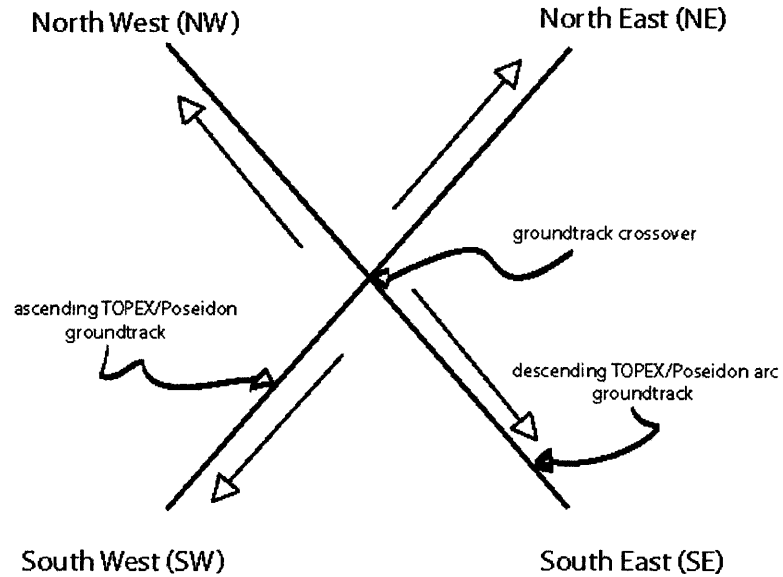 North West (NW)
North East (NE)
groundtrack crossover
ascending TOPEX/Poseidon
groundtrack
descending TOPEX/Poseidon arc
groundtrack
South West (SW)
South East (SE)